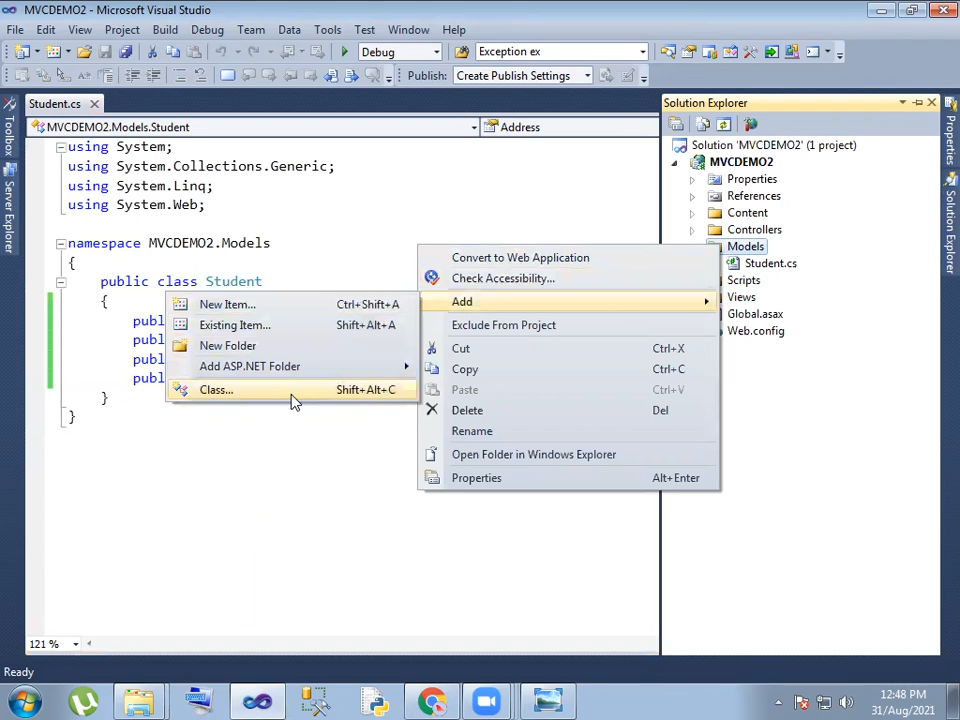 MVCDEMO2 - Microsoft Visual Studio
File Edit View Project Build Debug Team Data Tools Test Window Help
Debug Exception ex
Publish: Create Publish Settings
Student.cs
MVCDEMO2.Models.Student Address
using System;
using System.Collections.Generic;
using System.Linq;
using System.Web;
namespace MVCDEMO2.Models
{
public class Student
{
publ
publ
publ
publ
}
}
New Item... Ctrl+Shift+A
Existing Item... Shift+Alt+A
New Folder
Add ASP.NET Folder
Class... Shift+Alt+C
Convert to Web Application
Check Accessibility...
Add
Exclude From Project
Cut Ctrl+X
Copy Ctrl+C
Paste Ctrl+V
Delete Del
Rename
Open Folder in Windows Explorer
Properties Alt+Enter
Solution Explorer
Solution 'MVCDEMO2' (1 project)
MVCDEMO2
Properties
References
Content
Controllers
Models
Student.cs
Scripts
Views
Global.asax
Web.config
Toolbox
Server Explorer
Properties
Solution Explorer
121 %
Ready
12:48 PM
31/Aug/2021